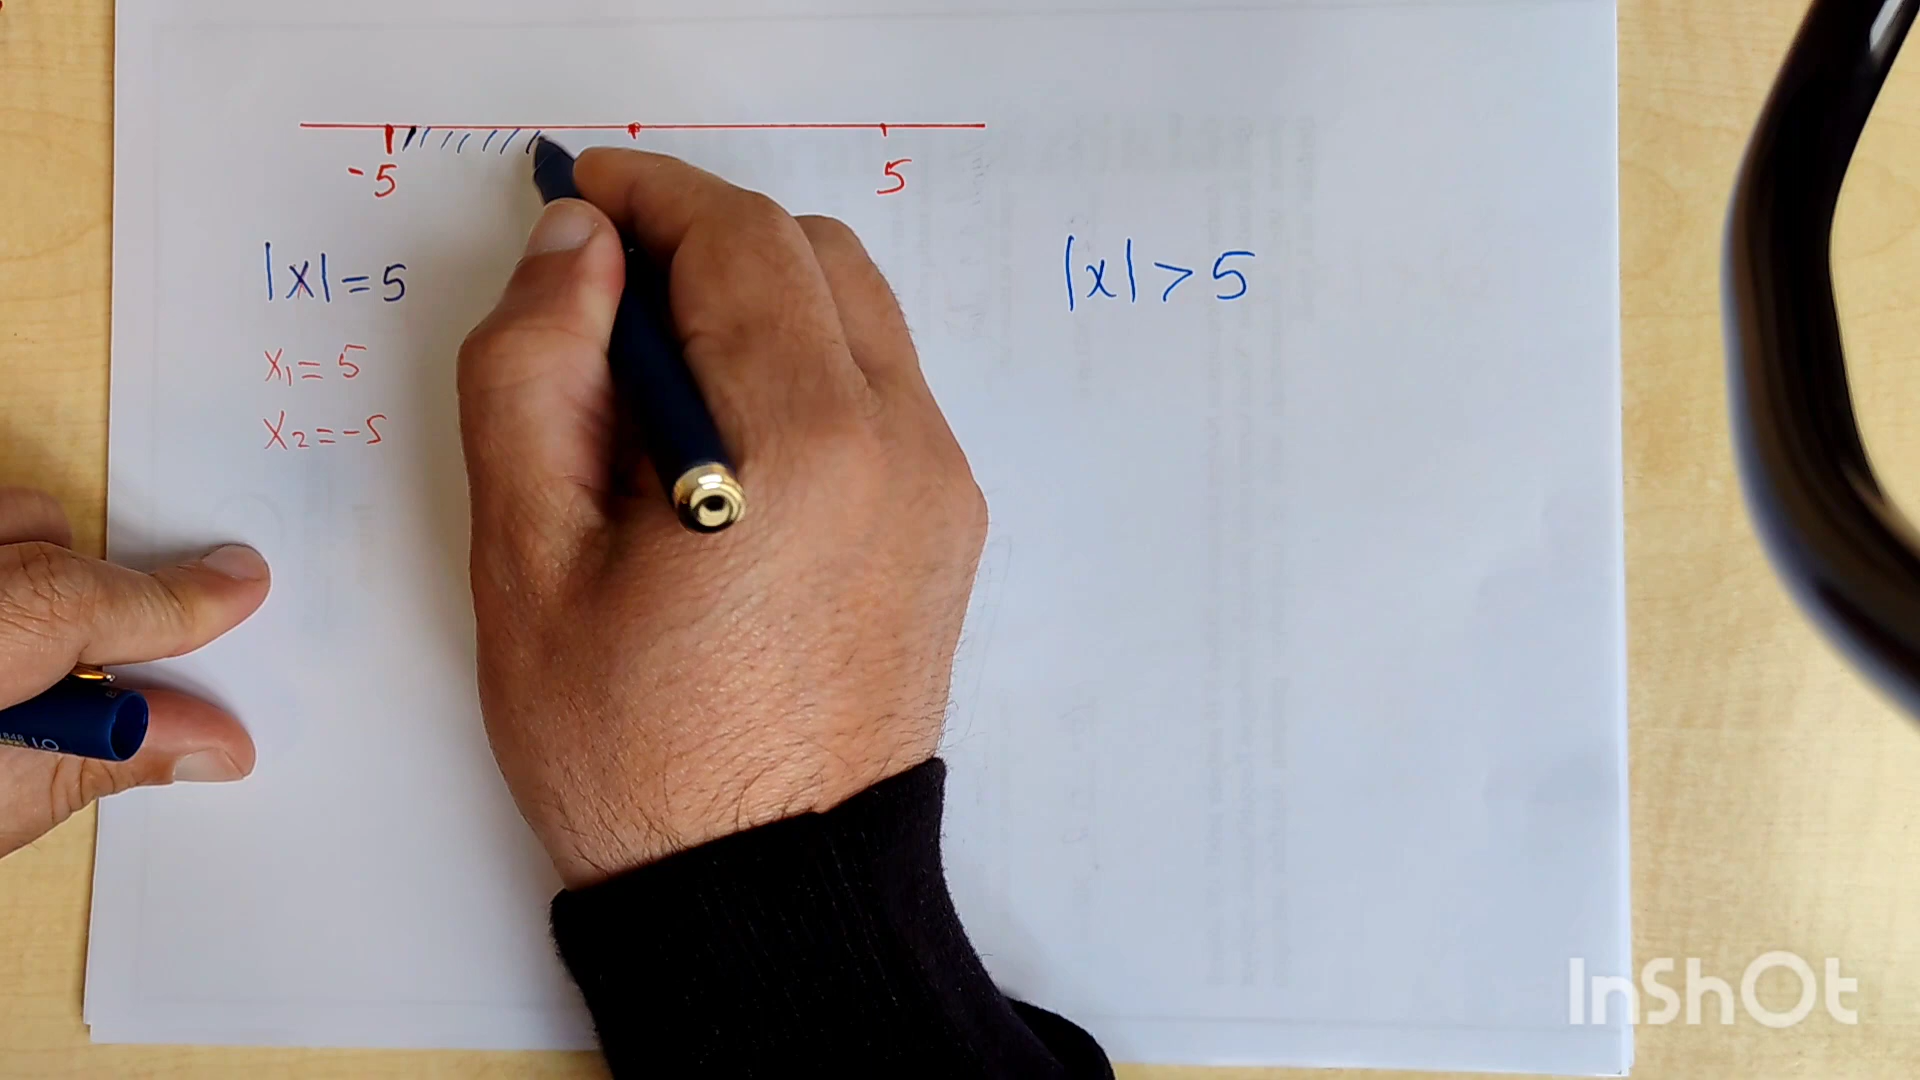 -5 5
|x| = 5
|x| > 5
x₁ = 5
x₂ = -5
InShOt